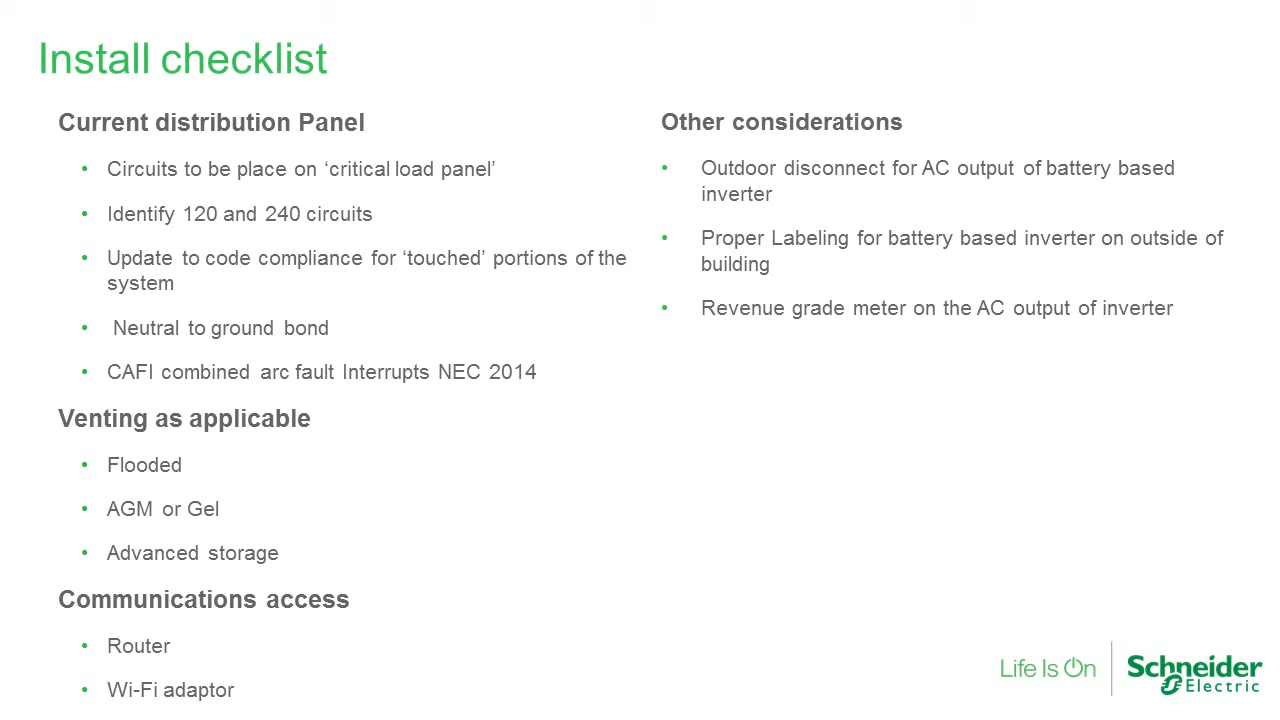 Install checklist
Current distribution Panel
• Circuits to be place on ‘critical load panel’
• Identify 120 and 240 circuits
• Update to code compliance for ‘touched’ portions of the
system
• Neutral to ground bond
• CAFI combined arc fault Interrupts NEC 2014
Venting as applicable
• Flooded
• AGM or Gel
• Advanced storage
Communications access
• Router
• Wi-Fi adaptor
Other considerations
• Outdoor disconnect for AC output of battery based
inverter
• Proper Labeling for battery based inverter on outside of
building
• Revenue grade meter on the AC output of inverter
Life Is On
Schneider
Electric